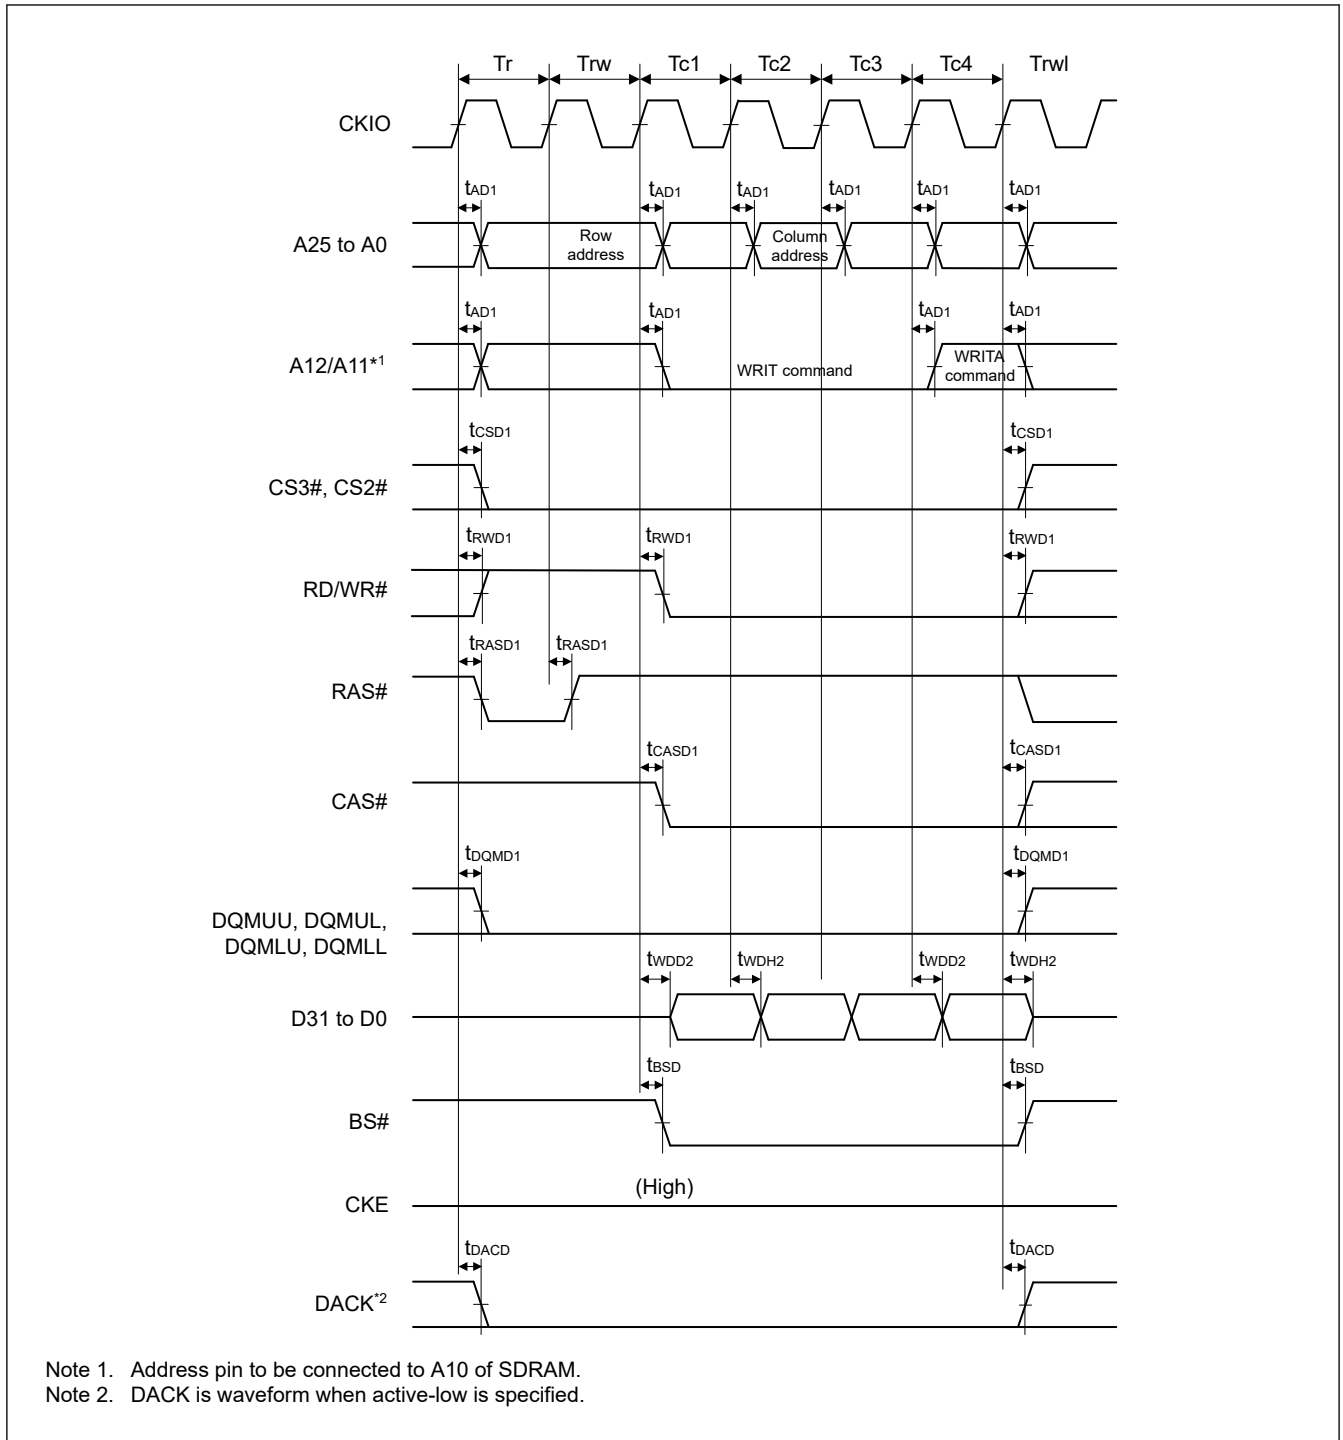 Tr Trw Tc1 Tc2 Tc3 Tc4 Trwl
CKIO
tAD1 tAD1 tAD1 tAD1 tAD1 tAD1
A25 to A0
Row
address
Column
address
tAD1 tAD1 tAD1 tAD1
A12/A11*1
WRIT command
WRITA
command
tCSD1 tCSD1
CS3#, CS2#
tRWD1 tRWD1 tRWD1
RD/WR#
tRASD1 tRASD1
RAS#
tCASD1 tCASD1
CAS#
tDQMD1 tDQMD1
DQMUU, DQMUL,
DQMLU, DQMLL
tWDD2 tWDH2 tWDD2 tWDH2
D31 to D0
tBSD tBSD
BS#
(High)
CKE
tDACD tDACD
DACK*2
Note 1. Address pin to be connected to A10 of SDRAM.
Note 2. DACK is waveform when active-low is specified.